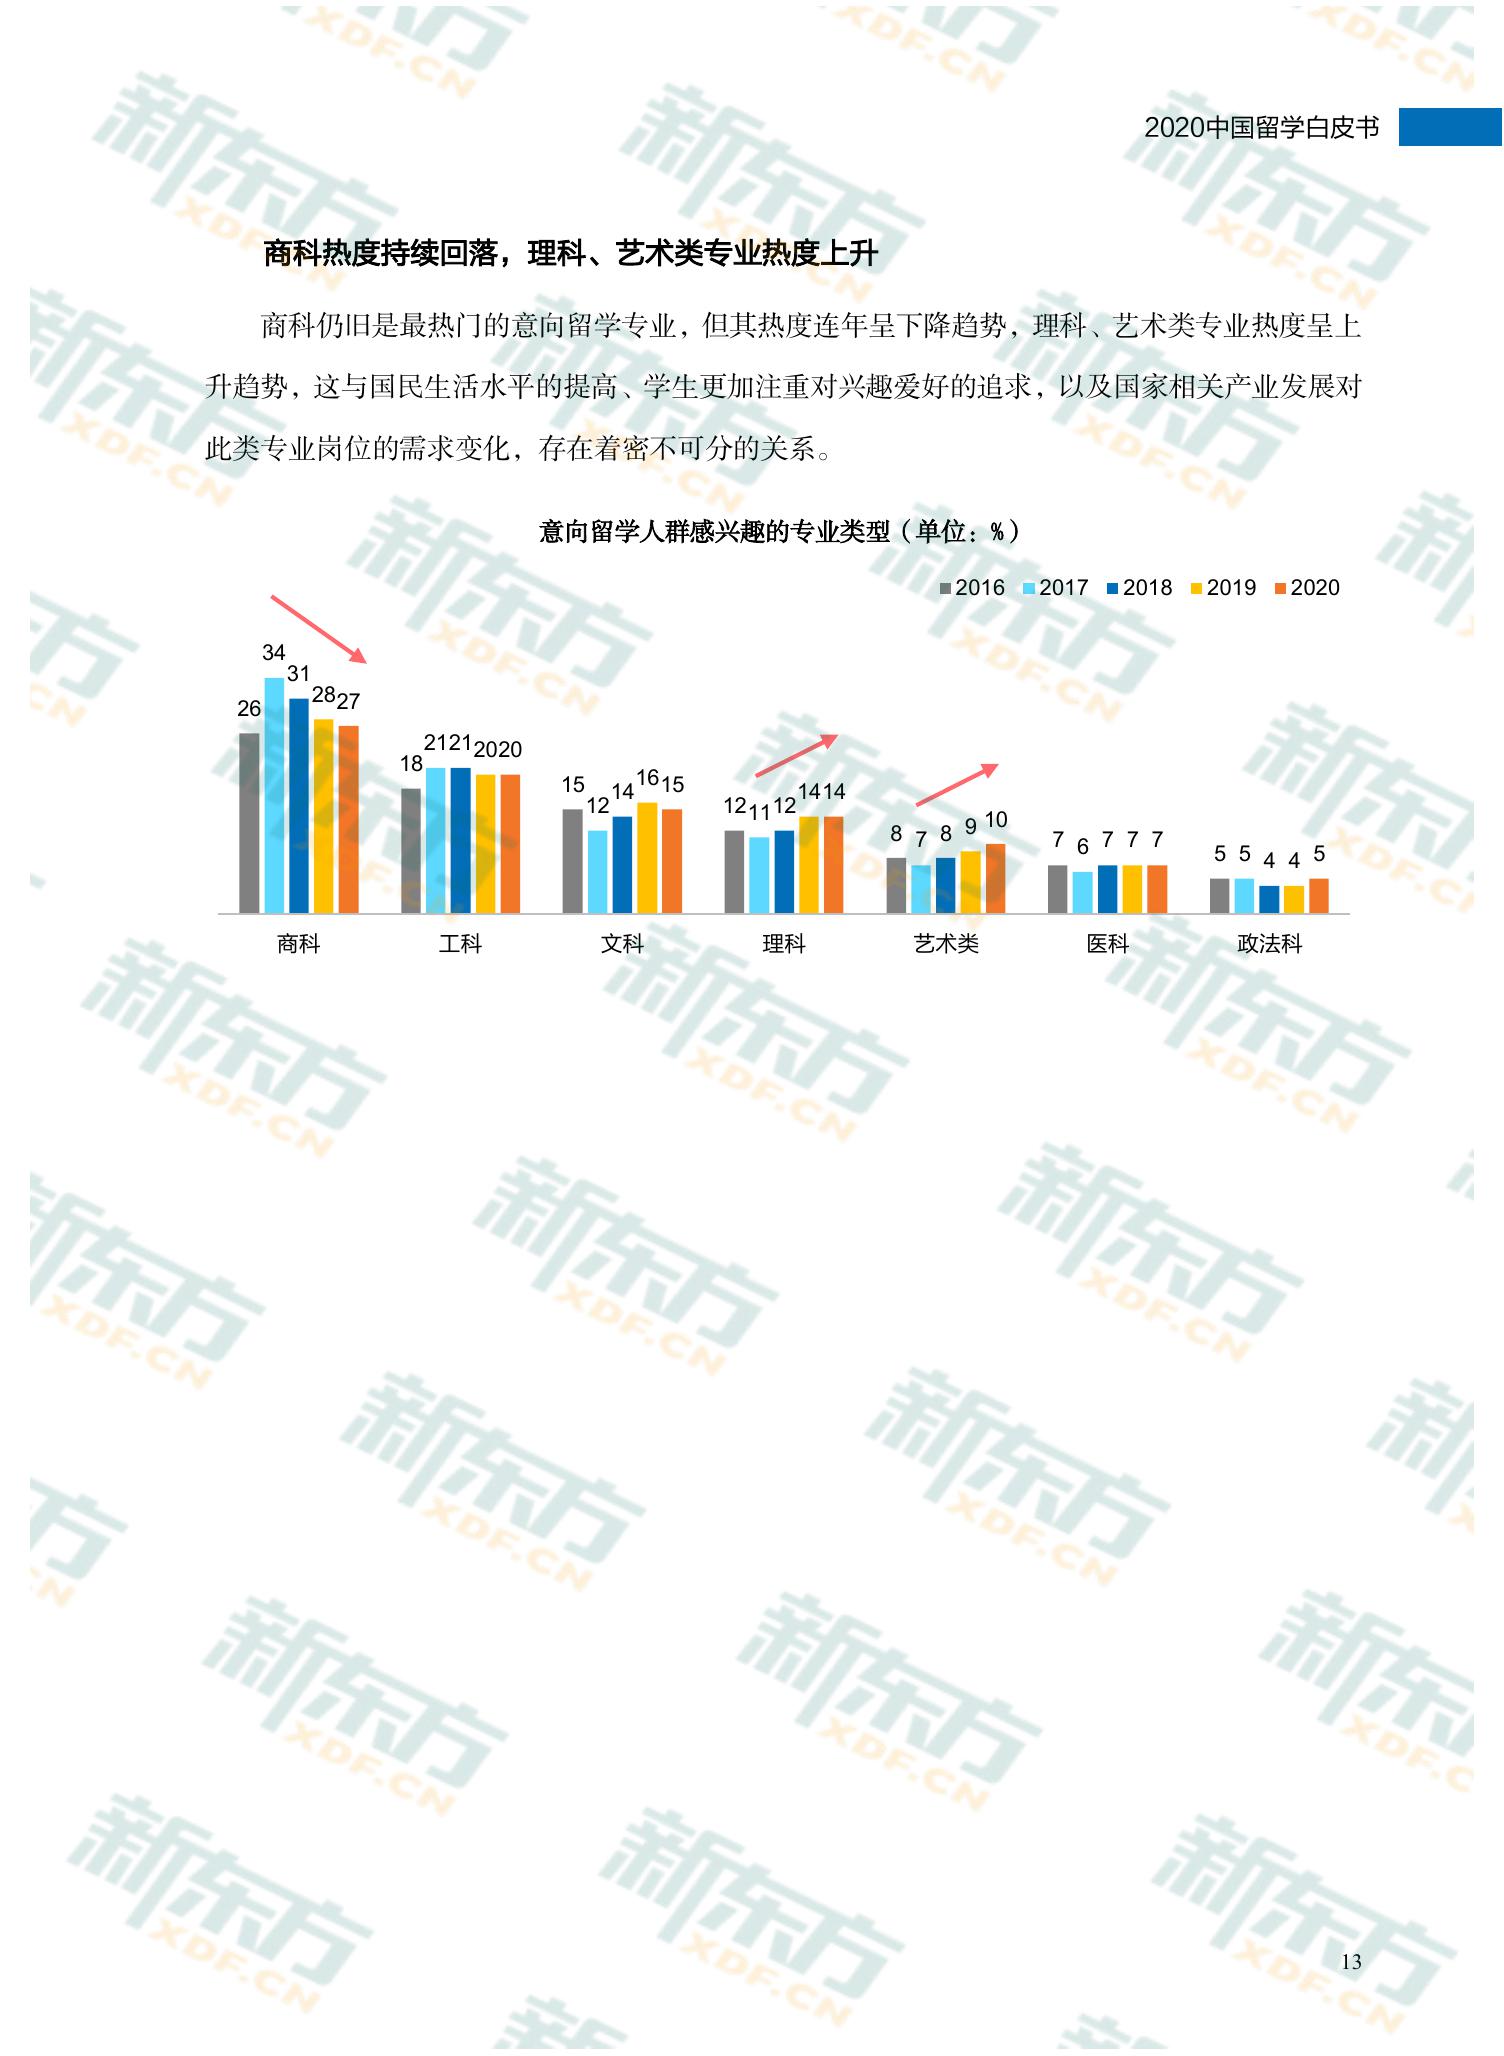 2020中国留学白皮书
商科热度持续回落，理科、艺术类专业热度上升
商科仍旧是最热门的意向留学专业，但其热度连年呈下降趋势，理科、艺术类专业热度呈上
升趋势，这与国民生活水平的提高、学生更加注重对兴趣爱好的追求，以及国家相关产业发展对
此类专业岗位的需求变化，存在着密不可分的关系。
意向留学人群感兴趣的专业类型（单位：%）
2016 2017 2018 2019 2020
26 34 31 28 27
18 21 21 20 20
15 12 14 16 15
12 11 12 14 14
8 7 8 9 10
7 6 7 7 7
5 5 4 4 5
商科 工科 文科 理科 艺术类 医科 政法科
新东方
XDF.CN
13